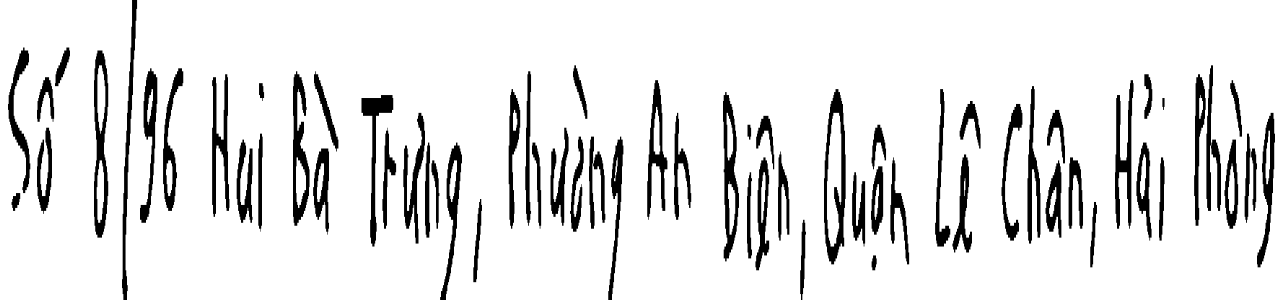 Số 8/96 Hai Bà Trưng, Phường An Biên, Quận Lê Chân, Hải Phòng